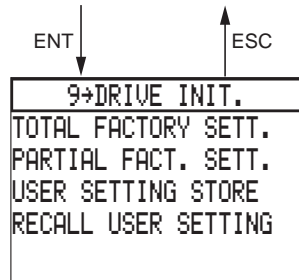 ENT ESC
9→DRIVE INIT.
TOTAL FACTORY SETT.
PARTIAL FACT. SETT.
USER SETTING STORE
RECALL USER SETTING